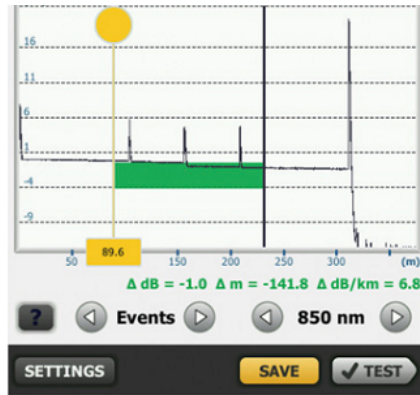 16
11
6
1
-4
-9
50 89.6 150 200 250 300 (m)
Δ dB = -1.0 Δ m = -141.8 Δ dB/km = 6.8
? Events 850 nm
SETTINGS SAVE TEST